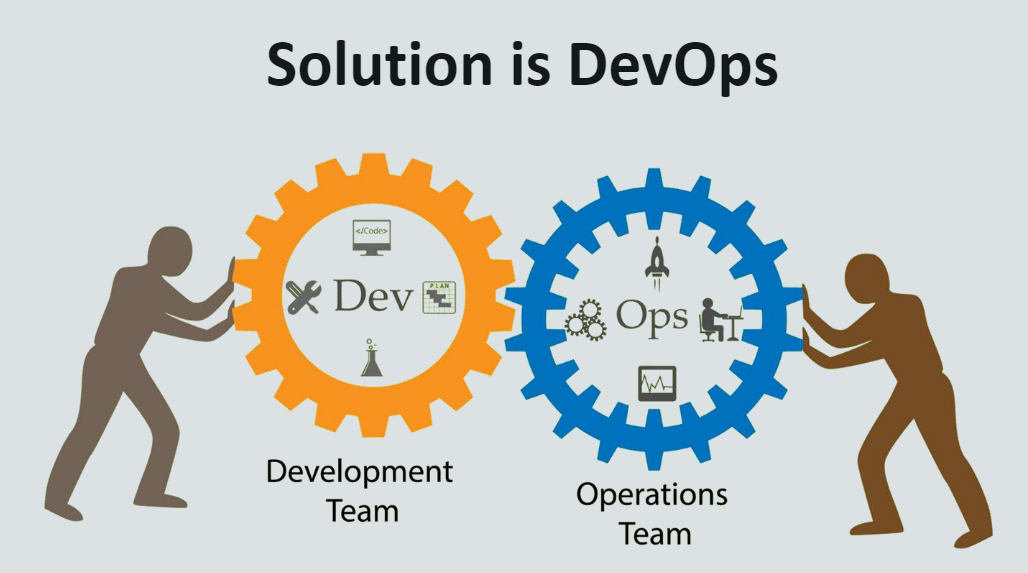 Solution is DevOps
</Code>
Dev
PLAN
Ops
Development
Team
Operations
Team